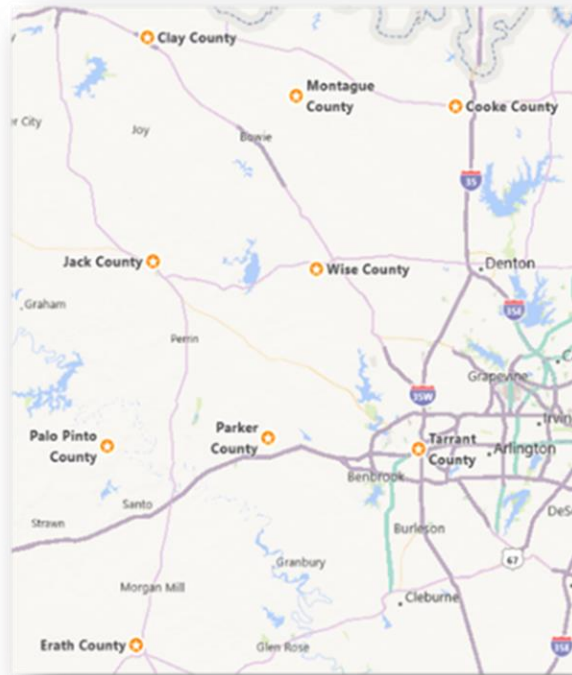 Clay County
Montague
County
Cooke County
r City
Joy
Bowie
35
Jack County
Wise County
Denton
Graham
35E
Perrin
Grapevine
C
35W
Palo Pinto
County
Parker
County
Tarrant
County
Irvin
Arlington
Benbrook
Santo
Strawn
DeS
Burleson
67
Granbury
Morgan Mill
Cleburne
Erath County
Glen Rose
35E